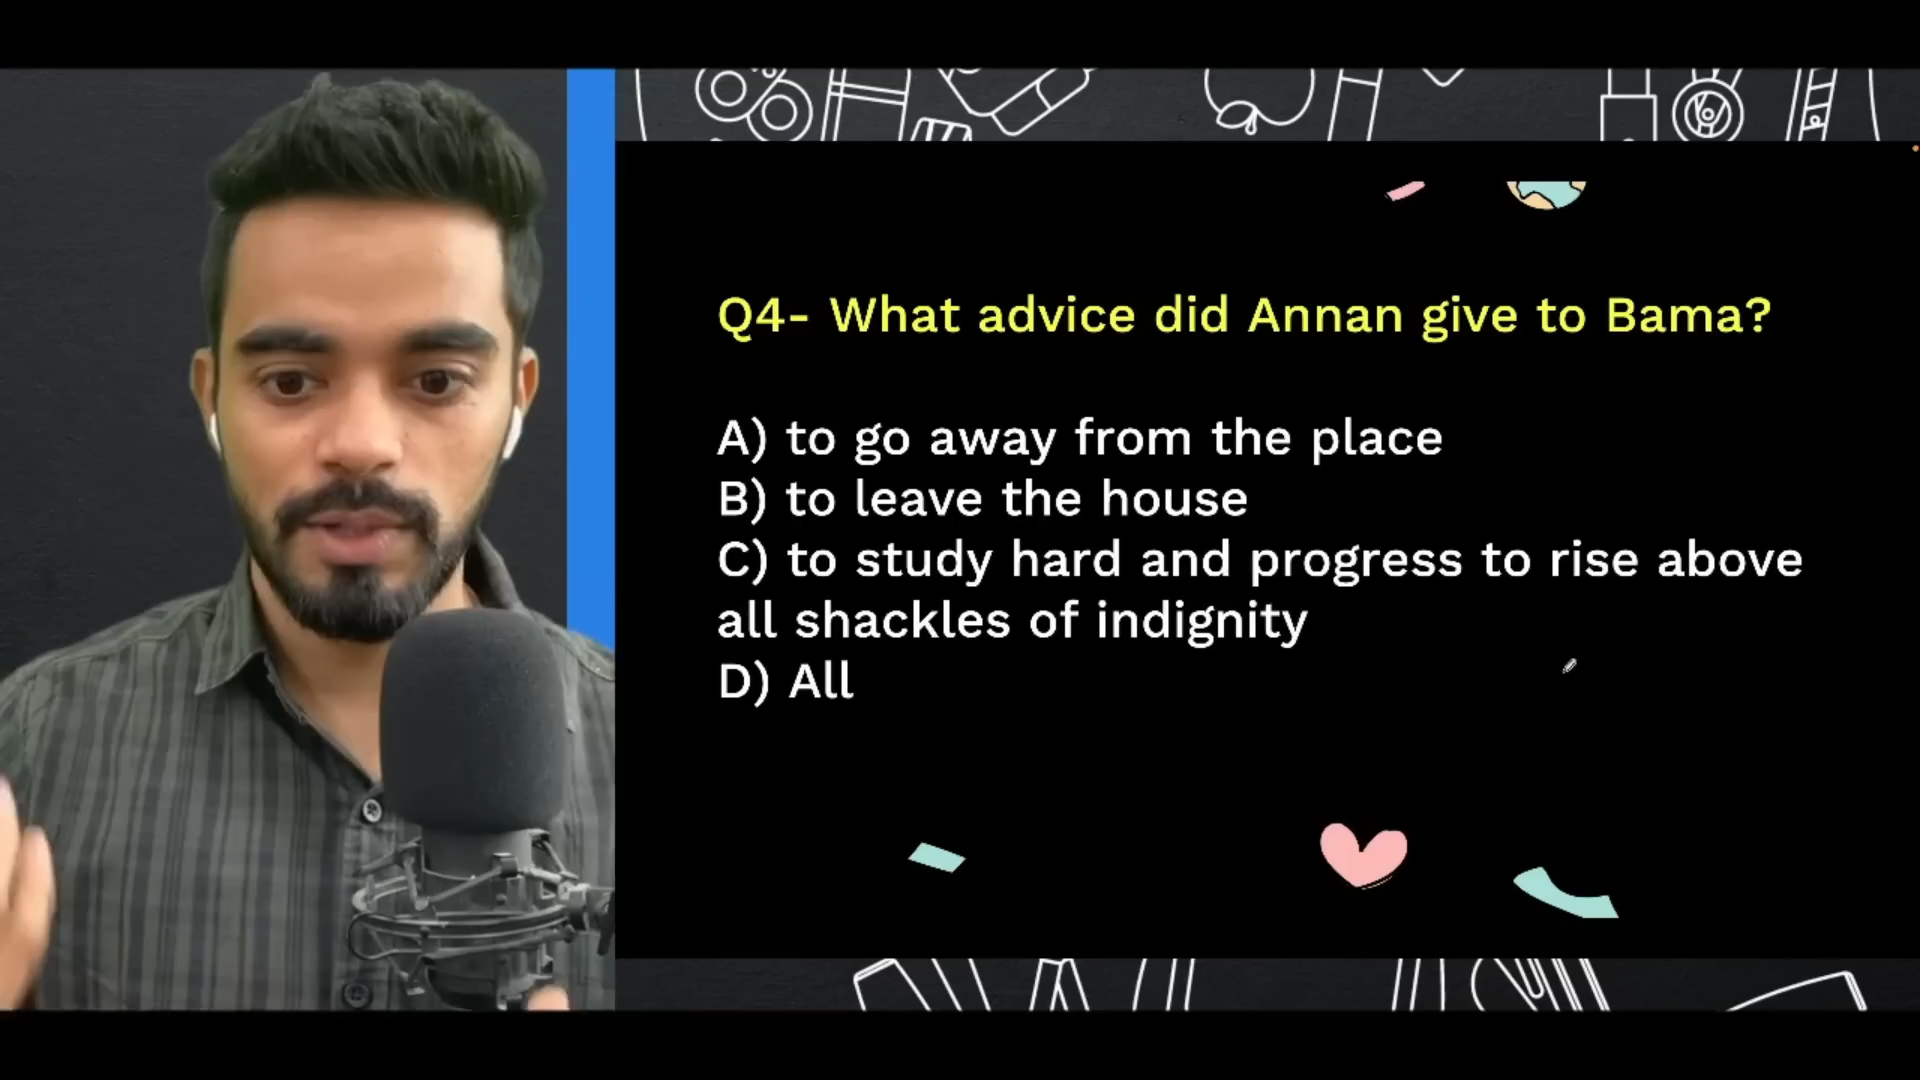 Q4- What advice did Annan give to Bama?
A) to go away from the place
B) to leave the house
C) to study hard and progress to rise above
all shackles of indignity
D) All